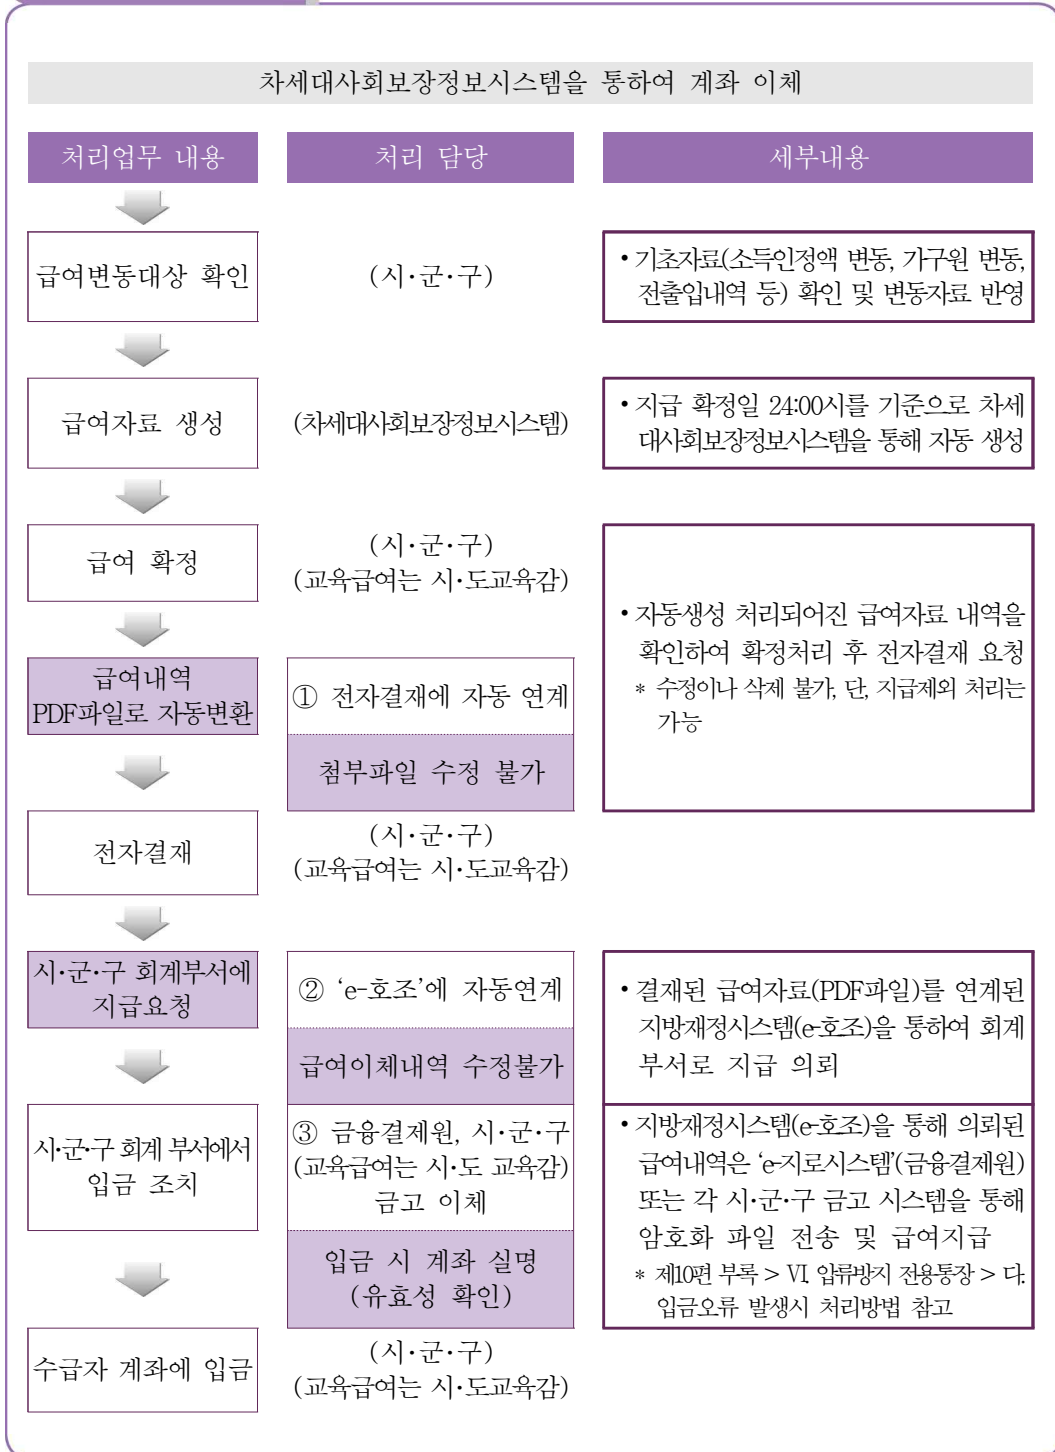 차세대사회보장정보시스템을 통하여 계좌 이체
처리업무 내용
처리 담당
세부내용
급여변동대상 확인
(시·군·구)
• 기초자료(소득인정액 변동, 가구원 변동,
전출입내역 등) 확인 및 변동자료 반영
급여자료 생성
(차세대사회보장정보시스템)
• 지급 확정일 24:00시를 기준으로 차세
대사회보장정보시스템을 통해 자동 생성
급여 확정
(시·군·구)
(교육급여는 시·도교육감)
• 자동생성 처리되어진 급여자료 내역을
확인하여 확정처리 후 전자결재 요청
* 수정이나 삭제 불가, 단, 지급제외 처리는
가능
급여내역
PDF파일로 자동변환
① 전자결재에 자동 연계
첨부파일 수정 불가
전자결재
(시·군·구)
(교육급여는 시·도교육감)
시·군·구 회계부서에
지급요청
② ‘e-호조’에 자동연계
급여이체내역 수정불가
• 결재된 급여자료(PDF파일)를 연계된
지방재정시스템(e-호조)을 통하여 회계
부서로 지급 의뢰
시·군·구 회계 부서에서
입금 조치
③ 금융결제원, 시·군·구
(교육급여는 시·도 교육감)
금고 이체
입금 시 계좌 실명
(유효성 확인)
• 지방재정시스템(e-호조)을 통해 의뢰된
급여내역은 ‘e-지로시스템’(금융결제원)
또는 각 시·군·구 금고 시스템을 통해
암호화 파일 전송 및 급여지급
* 제10편 부록 > VI. 압류방지 전용통장 > 다.
입금오류 발생시 처리방법 참고
수급자 계좌에 입금
(시·군·구)
(교육급여는 시·도교육감)